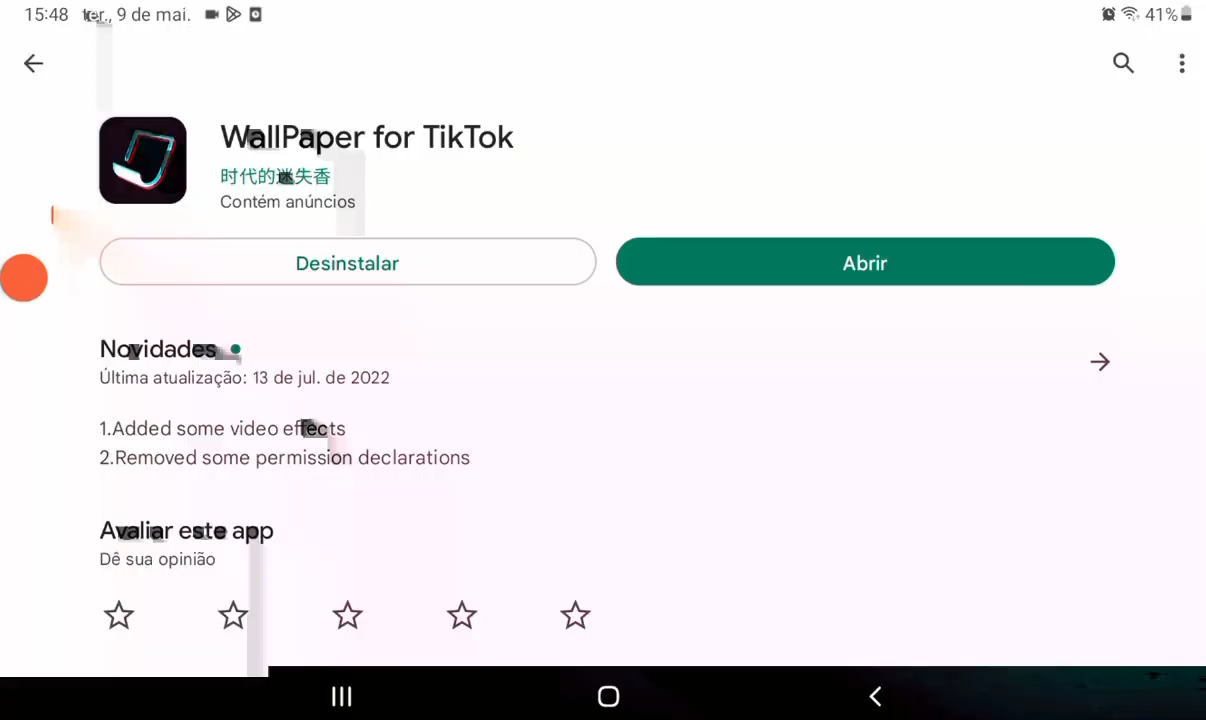 15:48 ter., 9 de mai.
41%
WallPaper for TikTok
时代的迷失香
Contém anúncios
Desinstalar
Abrir
Novidades
Última atualização: 13 de jul. de 2022
1.Added some video effects
2.Removed some permission declarations
Avaliar este app
Dê sua opinião